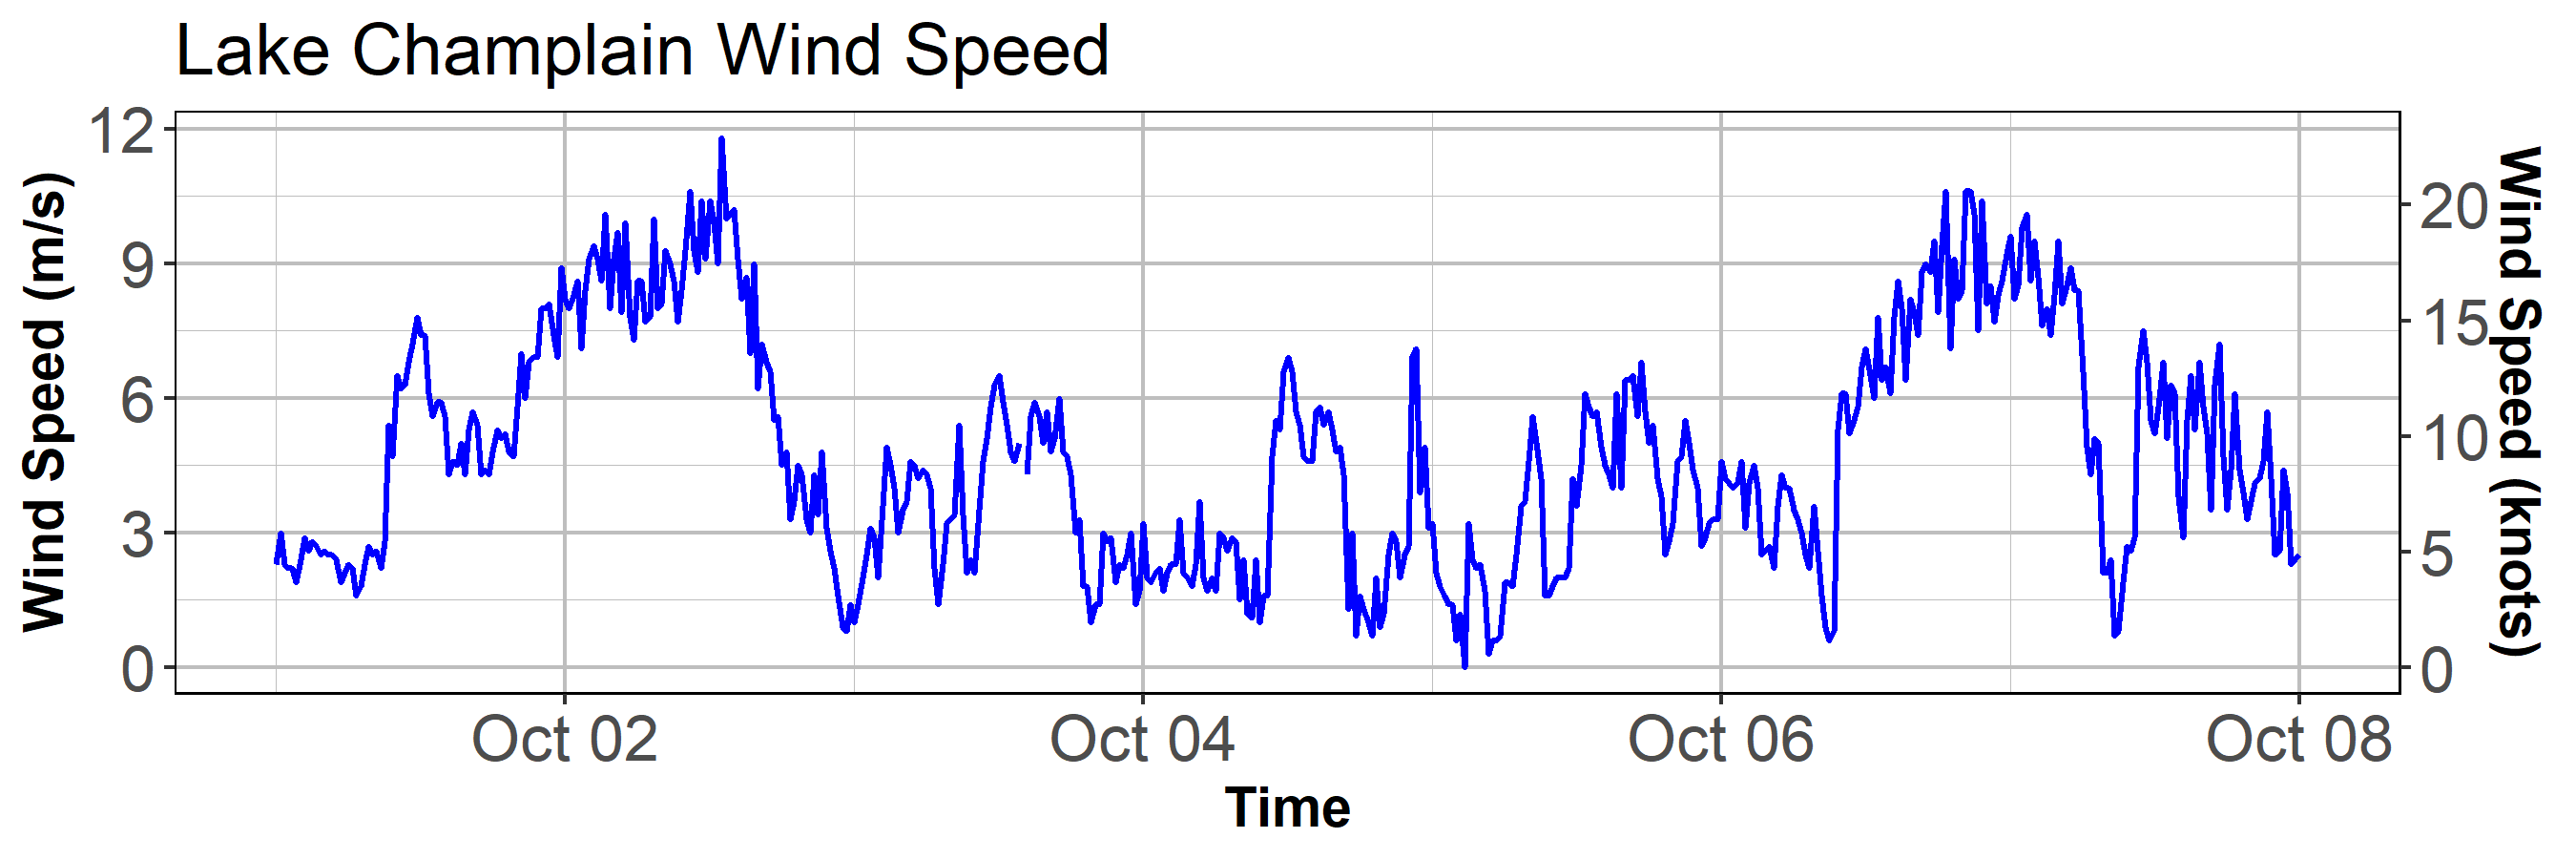 Lake Champlain Wind Speed
Wind Speed (m/s)
12
9
6
3
0
20
15
10
5
0
Wind Speed (knots)
Oct 02
Oct 04
Oct 06
Oct 08
Time